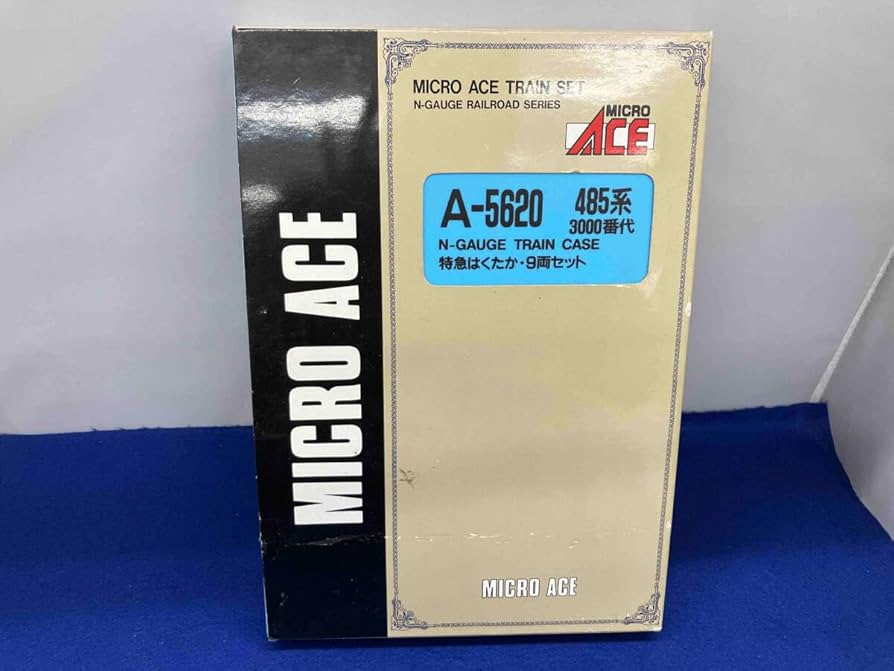 MICRO ACE
MICRO ACE TRAIN SET
N-GAUGE RAILROAD SERIES
MICRO
ACE
A-5620 485系
3000番代
N-GAUGE TRAIN CASE
特急はくたか・9両セット
MICRO ACE